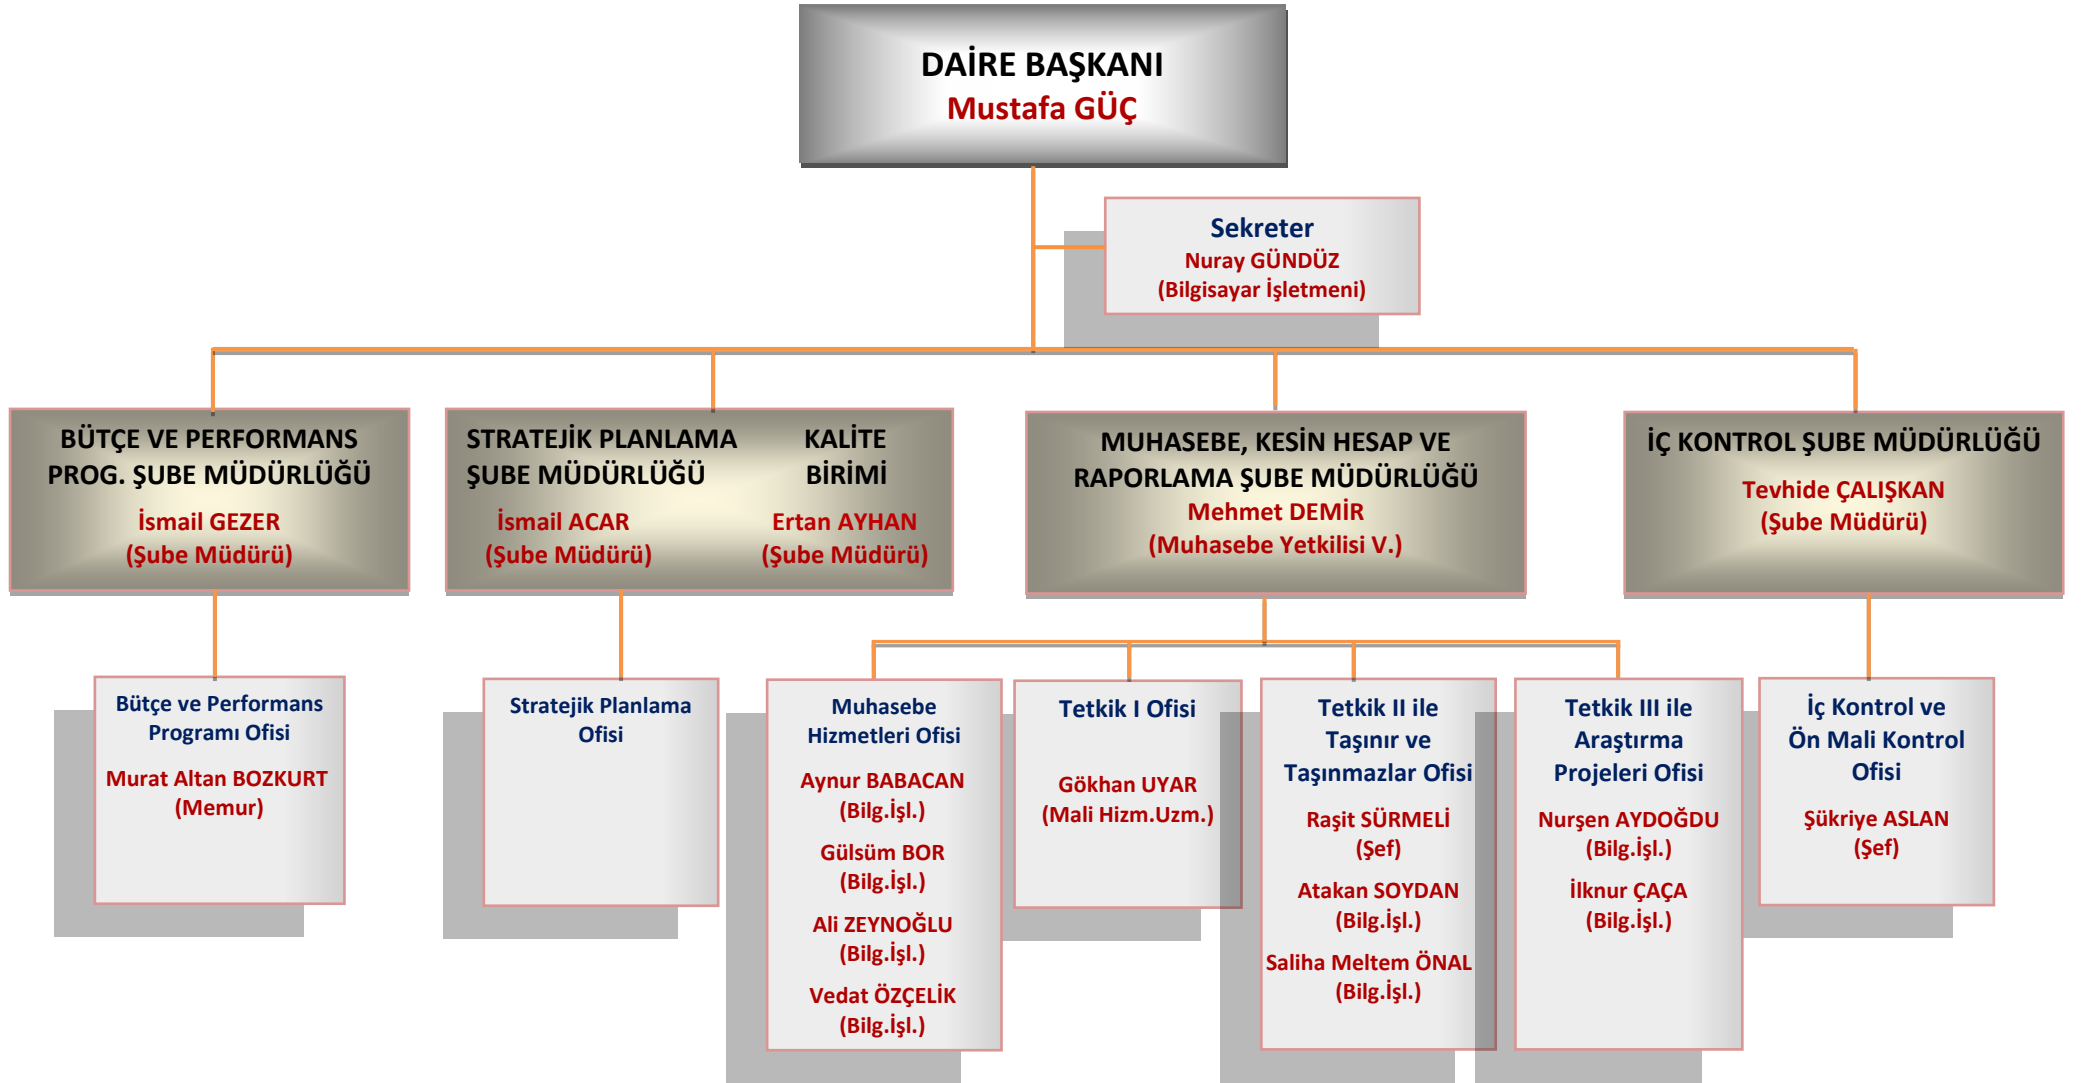 DAİRE BAŞKANI
Mustafa GÜÇ
Sekreter
Nuray GÜNDÜZ
(Bilgisayar İşletmeni)
BÜTÇE VE PERFORMANS
PROG. ŞUBE MÜDÜRLÜĞÜ
İsmail GEZER
(Şube Müdürü)
STRATEJİK PLANLAMA
ŞUBE MÜDÜRLÜĞÜ
İsmail ACAR
(Şube Müdürü)
KALİTE
BİRİMİ
Ertan AYHAN
(Şube Müdürü)
MUHASEBE, KESİN HESAP VE
RAPORLAMA ŞUBE MÜDÜRLÜĞÜ
Mehmet DEMİR
(Muhasebe Yetkilisi V.)
İÇ KONTROL ŞUBE MÜDÜRLÜĞÜ
Tevhide ÇALIŞKAN
(Şube Müdürü)
Bütçe ve Performans
Programı Ofisi
Murat Altan BOZKURT
(Memur)
Stratejik Planlama
Ofisi
Muhasebe
Hizmetleri Ofisi
Aynur BABACAN
(Bilg.İşl.)
Gülsüm BOR
(Bilg.İşl.)
Ali ZEYNOĞLU
(Bilg.İşl.)
Vedat ÖZÇELİK
(Bilg.İşl.)
Tetkik I Ofisi
Gökhan UYAR
(Mali Hizm.Uzm.)
Tetkik II ile
Taşınır ve
Taşınmazlar Ofisi
Raşit SÜRMELİ
(Şef)
Atakan SOYDAN
(Bilg.İşl.)
Saliha Meltem ÖNAL
(Bilg.İşl.)
Tetkik III ile
Araştırma
Projeleri Ofisi
Nurşen AYDOĞDU
(Bilg.İşl.)
İlknur ÇAÇA
(Bilg.İşl.)
İç Kontrol ve
Ön Mali Kontrol
Ofisi
Şükriye ASLAN
(Şef)